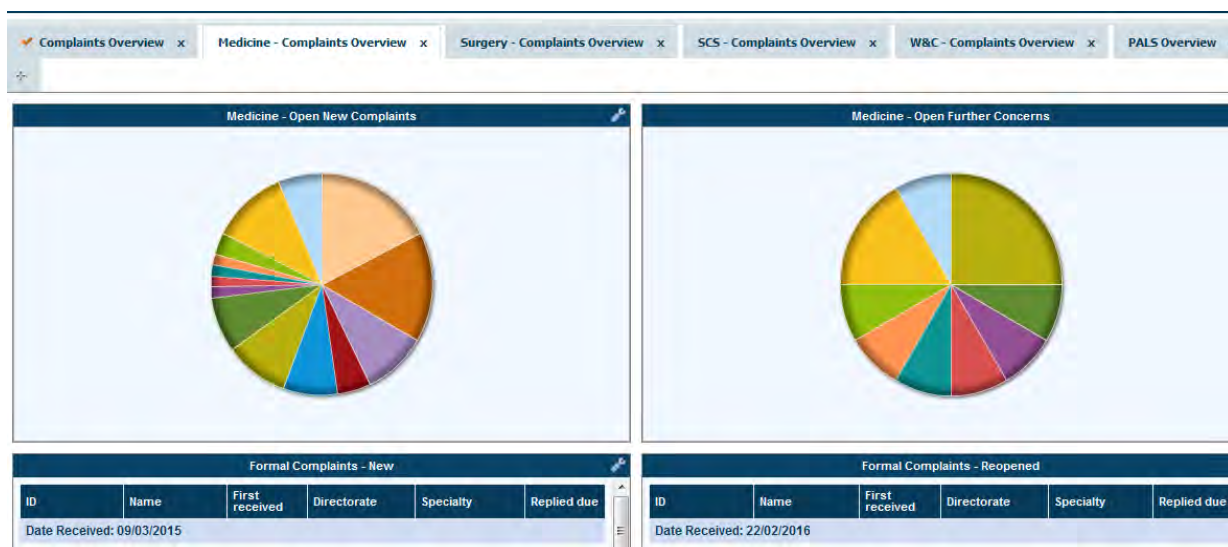 Complaints Overview x Medicine - Complaints Overview x Surgery - Complaints Overview x SCS - Complaints Overview x W&C - Complaints Overview x PALS Overview
Medicine - Open New Complaints
Medicine - Open Further Concerns
Formal Complaints - New
ID Name First received Directorate Specialty Replied due
Date Received: 09/03/2015
Formal Complaints - Reopened
ID Name First received Directorate Specialty Replied due
Date Received: 22/02/2016